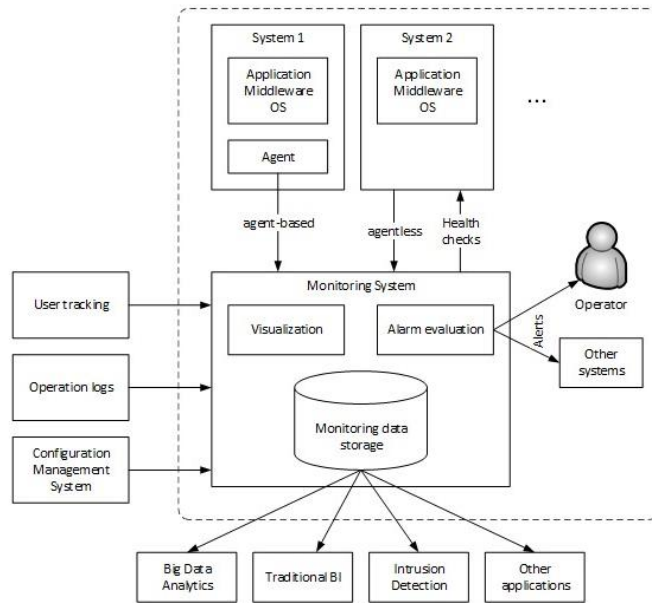 System 1
System 2
Application
Middleware
OS
Application
Middleware
OS
...
Agent
agent-based
agentless
Health
checks
Monitoring System
Operator
User tracking
Visualization
Alarm evaluation
Alerts
Other
systems
Operation logs
Monitoring data
storage
Configuration
Management
System
Big Data
Analytics
Traditional BI
Intrusion
Detection
Other
applications